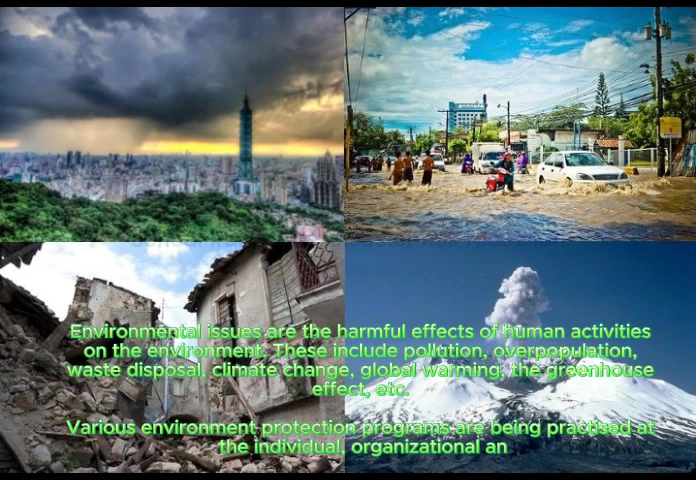 Environmental issues are the harmful effects of human activities
on the environment. These include pollution, overpopulation,
waste disposal, climate change, global warming, the greenhouse
effect, etc.
Various environment protection programs are being practised at
the individual, organizational an